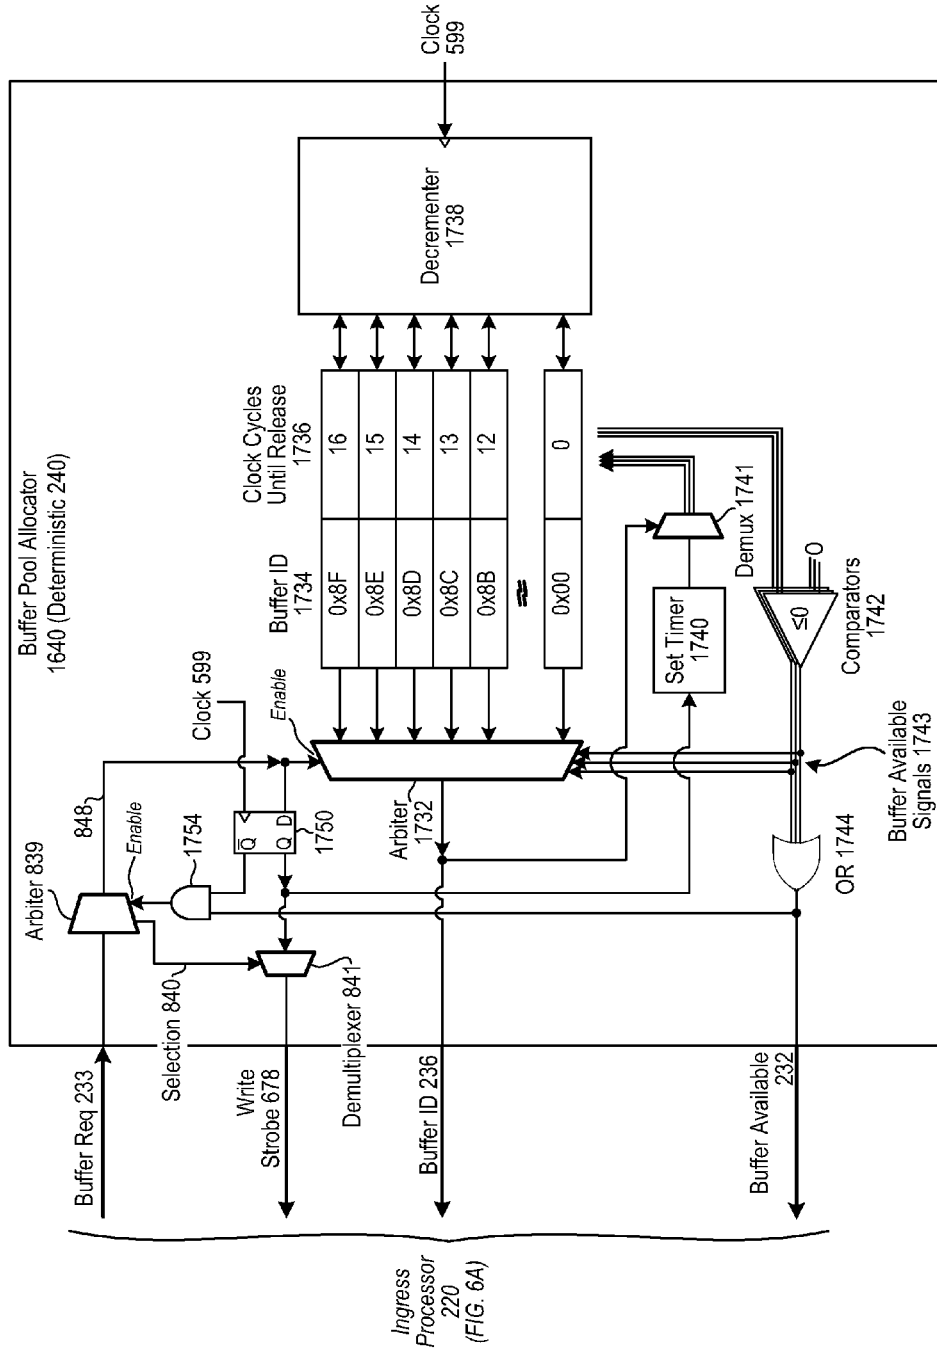 Buffer Pool Allocator
1640 (Deterministic 240)
Clock
599
Decrementer
1738
Clock Cycles
Until Release
1736
16
15
14
13
12
0
Buffer ID
1734
0x8F
0x8E
0x8D
0x8C
0x8B
≈
0x00
Demux 1741
Set Timer
1740
≤0
0
Comparators
1742
Clock 599
Enable
Arbiter
1732
Buffer Available
Signals 1743
OR 1744
848
1754
Enable
Q̅
Q D
1750
Arbiter 839
Selection 840
Demultiplexer 841
Buffer Req 233
Write
Strobe 678
Buffer ID 236
Buffer Available
232
Ingress
Processor
220
(FIG. 6A)